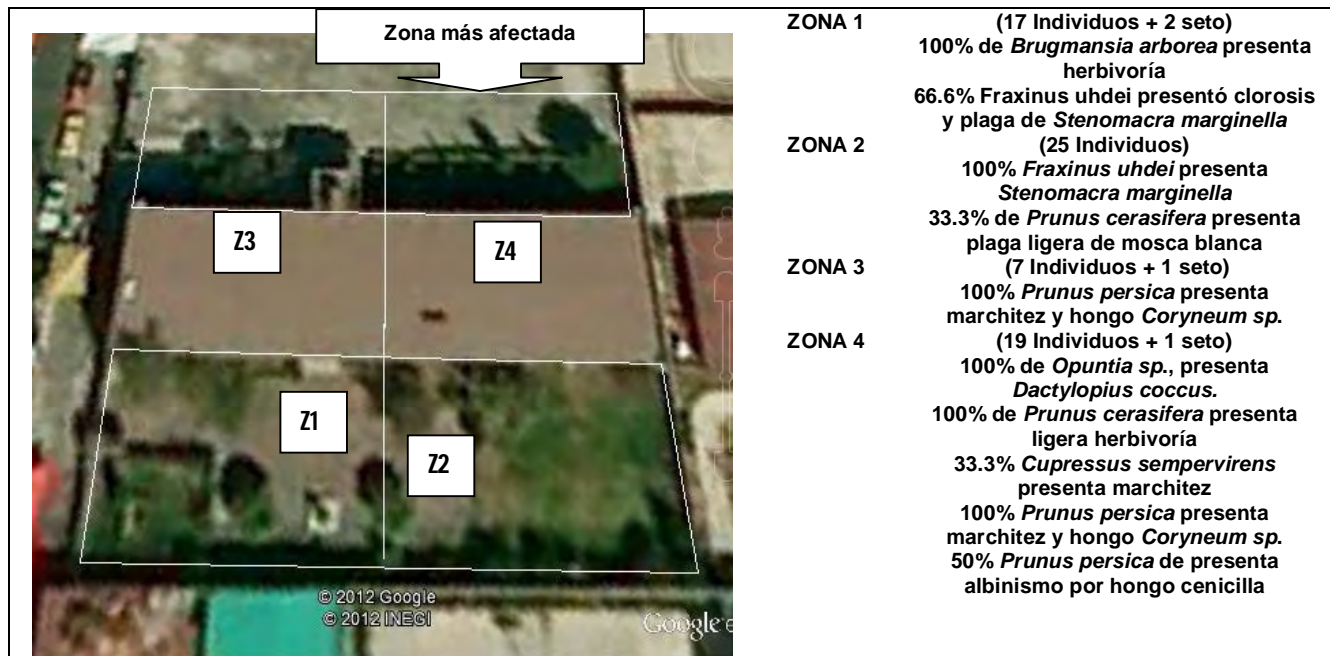 Zona más afectada
Z3
Z4
Z1
Z2
© 2012 Google
© 2012 INEGI
Google
ZONA 1 (17 Individuos + 2 seto)
100% de Brugmansia arborea presenta
herbivoría
66.6% Fraxinus uhdei presentó clorosis
y plaga de Stenomacra marginella
ZONA 2 (25 Individuos)
100% Fraxinus uhdei presenta
Stenomacra marginella
33.3% de Prunus cerasifera presenta
plaga ligera de mosca blanca
ZONA 3 (7 Individuos + 1 seto)
100% Prunus persica presenta
marchitez y hongo Coryneum sp.
ZONA 4 (19 Individuos + 1 seto)
100% de Opuntia sp., presenta
Dactylopius coccus.
100% de Prunus cerasifera presenta
ligera herbivoría
33.3% Cupressus sempervirens
presenta marchitez
100% Prunus persica presenta
marchitez y hongo Coryneum sp.
50% Prunus persica de presenta
albinismo por hongo cenicilla